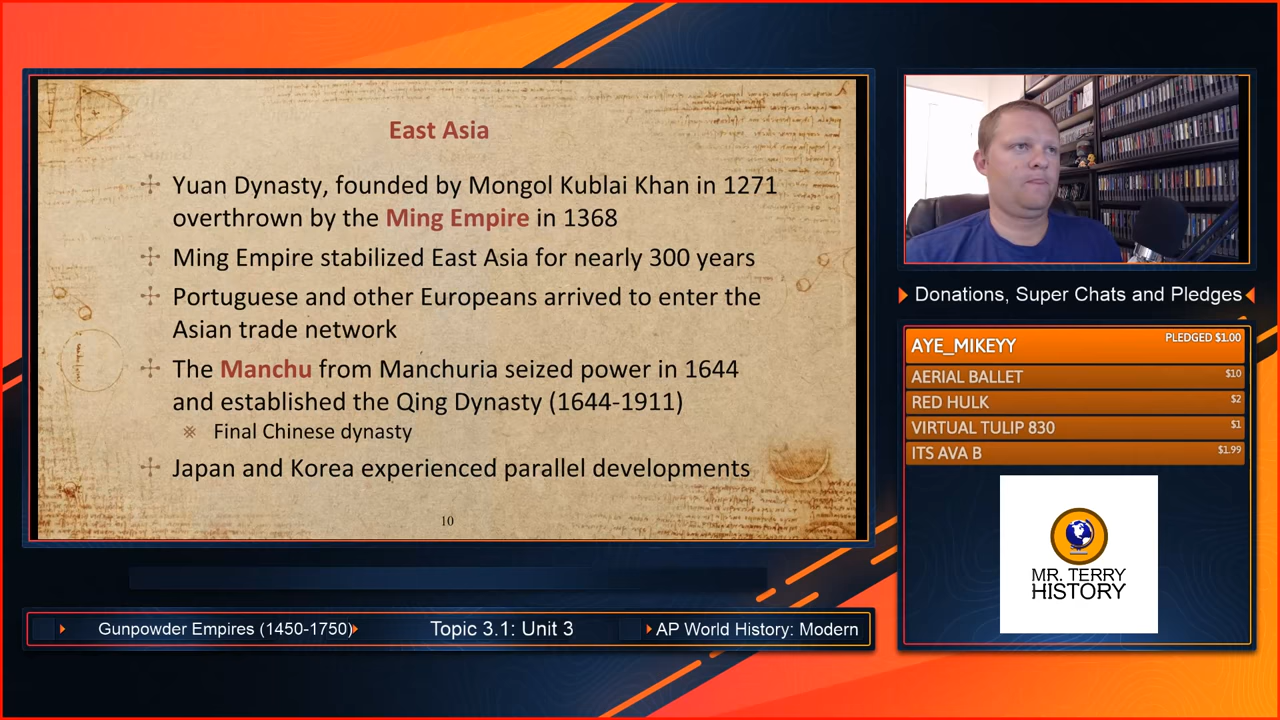 East Asia
Yuan Dynasty, founded by Mongol Kublai Khan in 1271
overthrown by the Ming Empire in 1368
Ming Empire stabilized East Asia for nearly 300 years
Portuguese and other Europeans arrived to enter the
Asian trade network
The Manchu from Manchuria seized power in 1644
and established the Qing Dynasty (1644-1911)
Final Chinese dynasty
Japan and Korea experienced parallel developments
10
Donations, Super Chats and Pledges
AYE_MIKEYY PLEDGED $1.00
AERIAL BALLET $10
RED HULK $2
VIRTUAL TULIP 830 $1
ITS AVA B $1.99
MR. TERRY
HISTORY
Gunpowder Empires (1450-1750)
Topic 3.1: Unit 3
AP World History: Modern